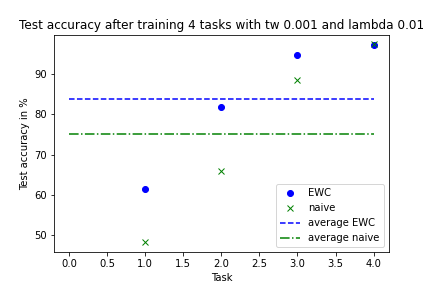 Test accuracy after training 4 tasks with tw 0.001 and lambda 0.01
Test accuracy in %
90
80
70
60
50
EWC
naive
average EWC
average naive
0.0 0.5 1.0 1.5 2.0 2.5 3.0 3.5 4.0
Task